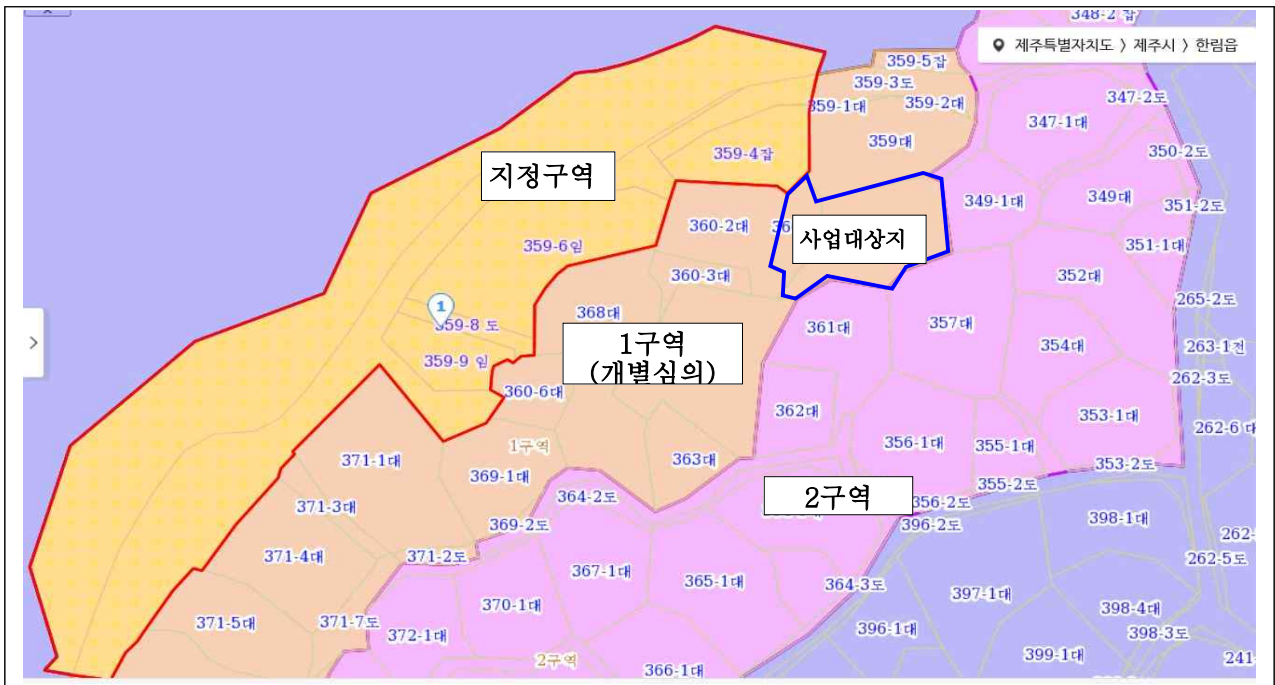 348-2 잡
제주특별자치도 > 제주시 > 한림읍
359-5잡
359-3도
359-1대
359-2대
347-2도
347-1대
359대
350-2도
359-4잡
지정구역
349-1대
349대
351-2도
360-2대
36
사업대상지
351-1대
359-6임
360-3대
352대
265-2도
1
359-8 도
368대
361대
357대
354대
263-1전
359-9 임
1구역
(개별심의)
262-3도
360-6대
362대
353-1대
262-6 대
1구역
356-1대
355-1대
371-1대
369-1대
363대
353-2도
355-2도
364-2도
2구역
356-2도
371-3대
369-2도
396-2도
398-1대
262-
371-4대
371-2도
262-5도
367-1대
365-1대
364-3도
397-1대
370-1대
398-4대
371-5대
371-7도
372-1대
396-1대
398-3도
2구역
366-1대
399-1대
241-